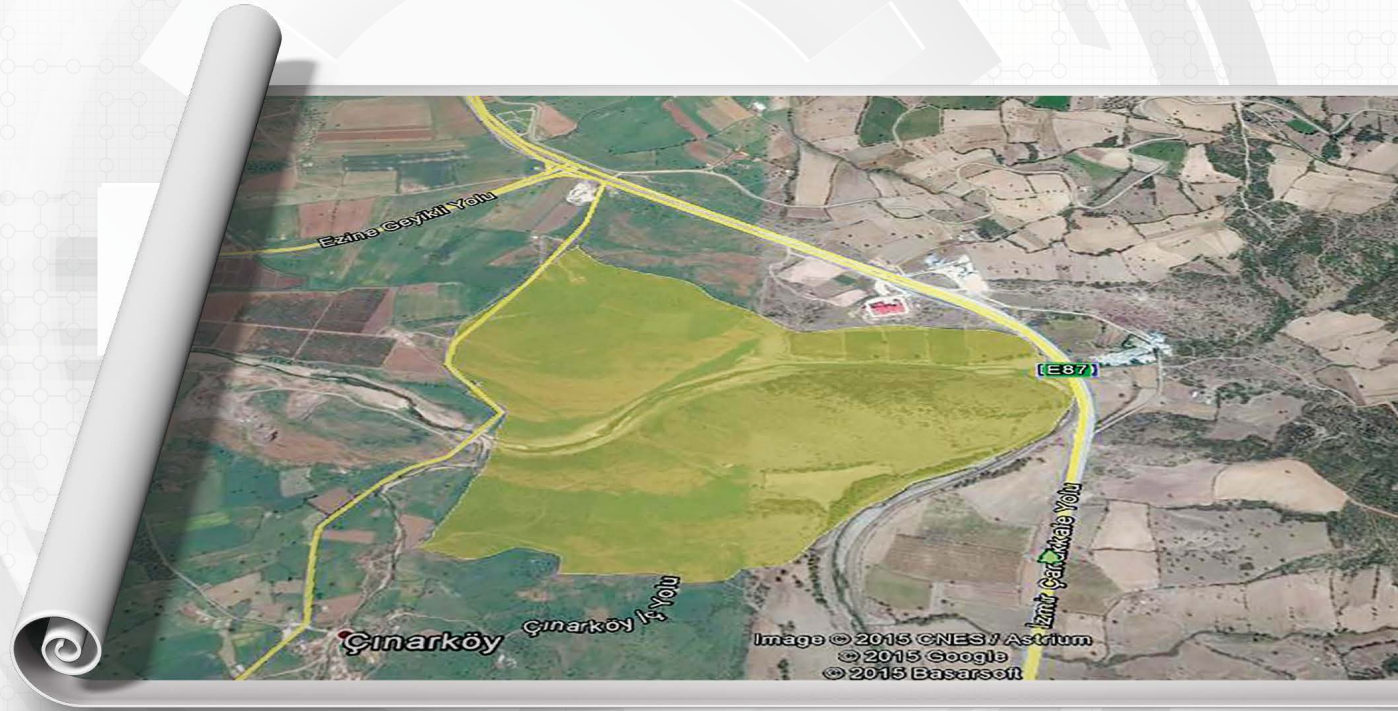 Ezine Geyikli Yolu
E87
İzmir Çanakkale Yolu
Çınarköy
Çınarköy İç Yolu
Image © 2015 CNES / Astrium
© 2015 Google
© 2015 Basarsoft